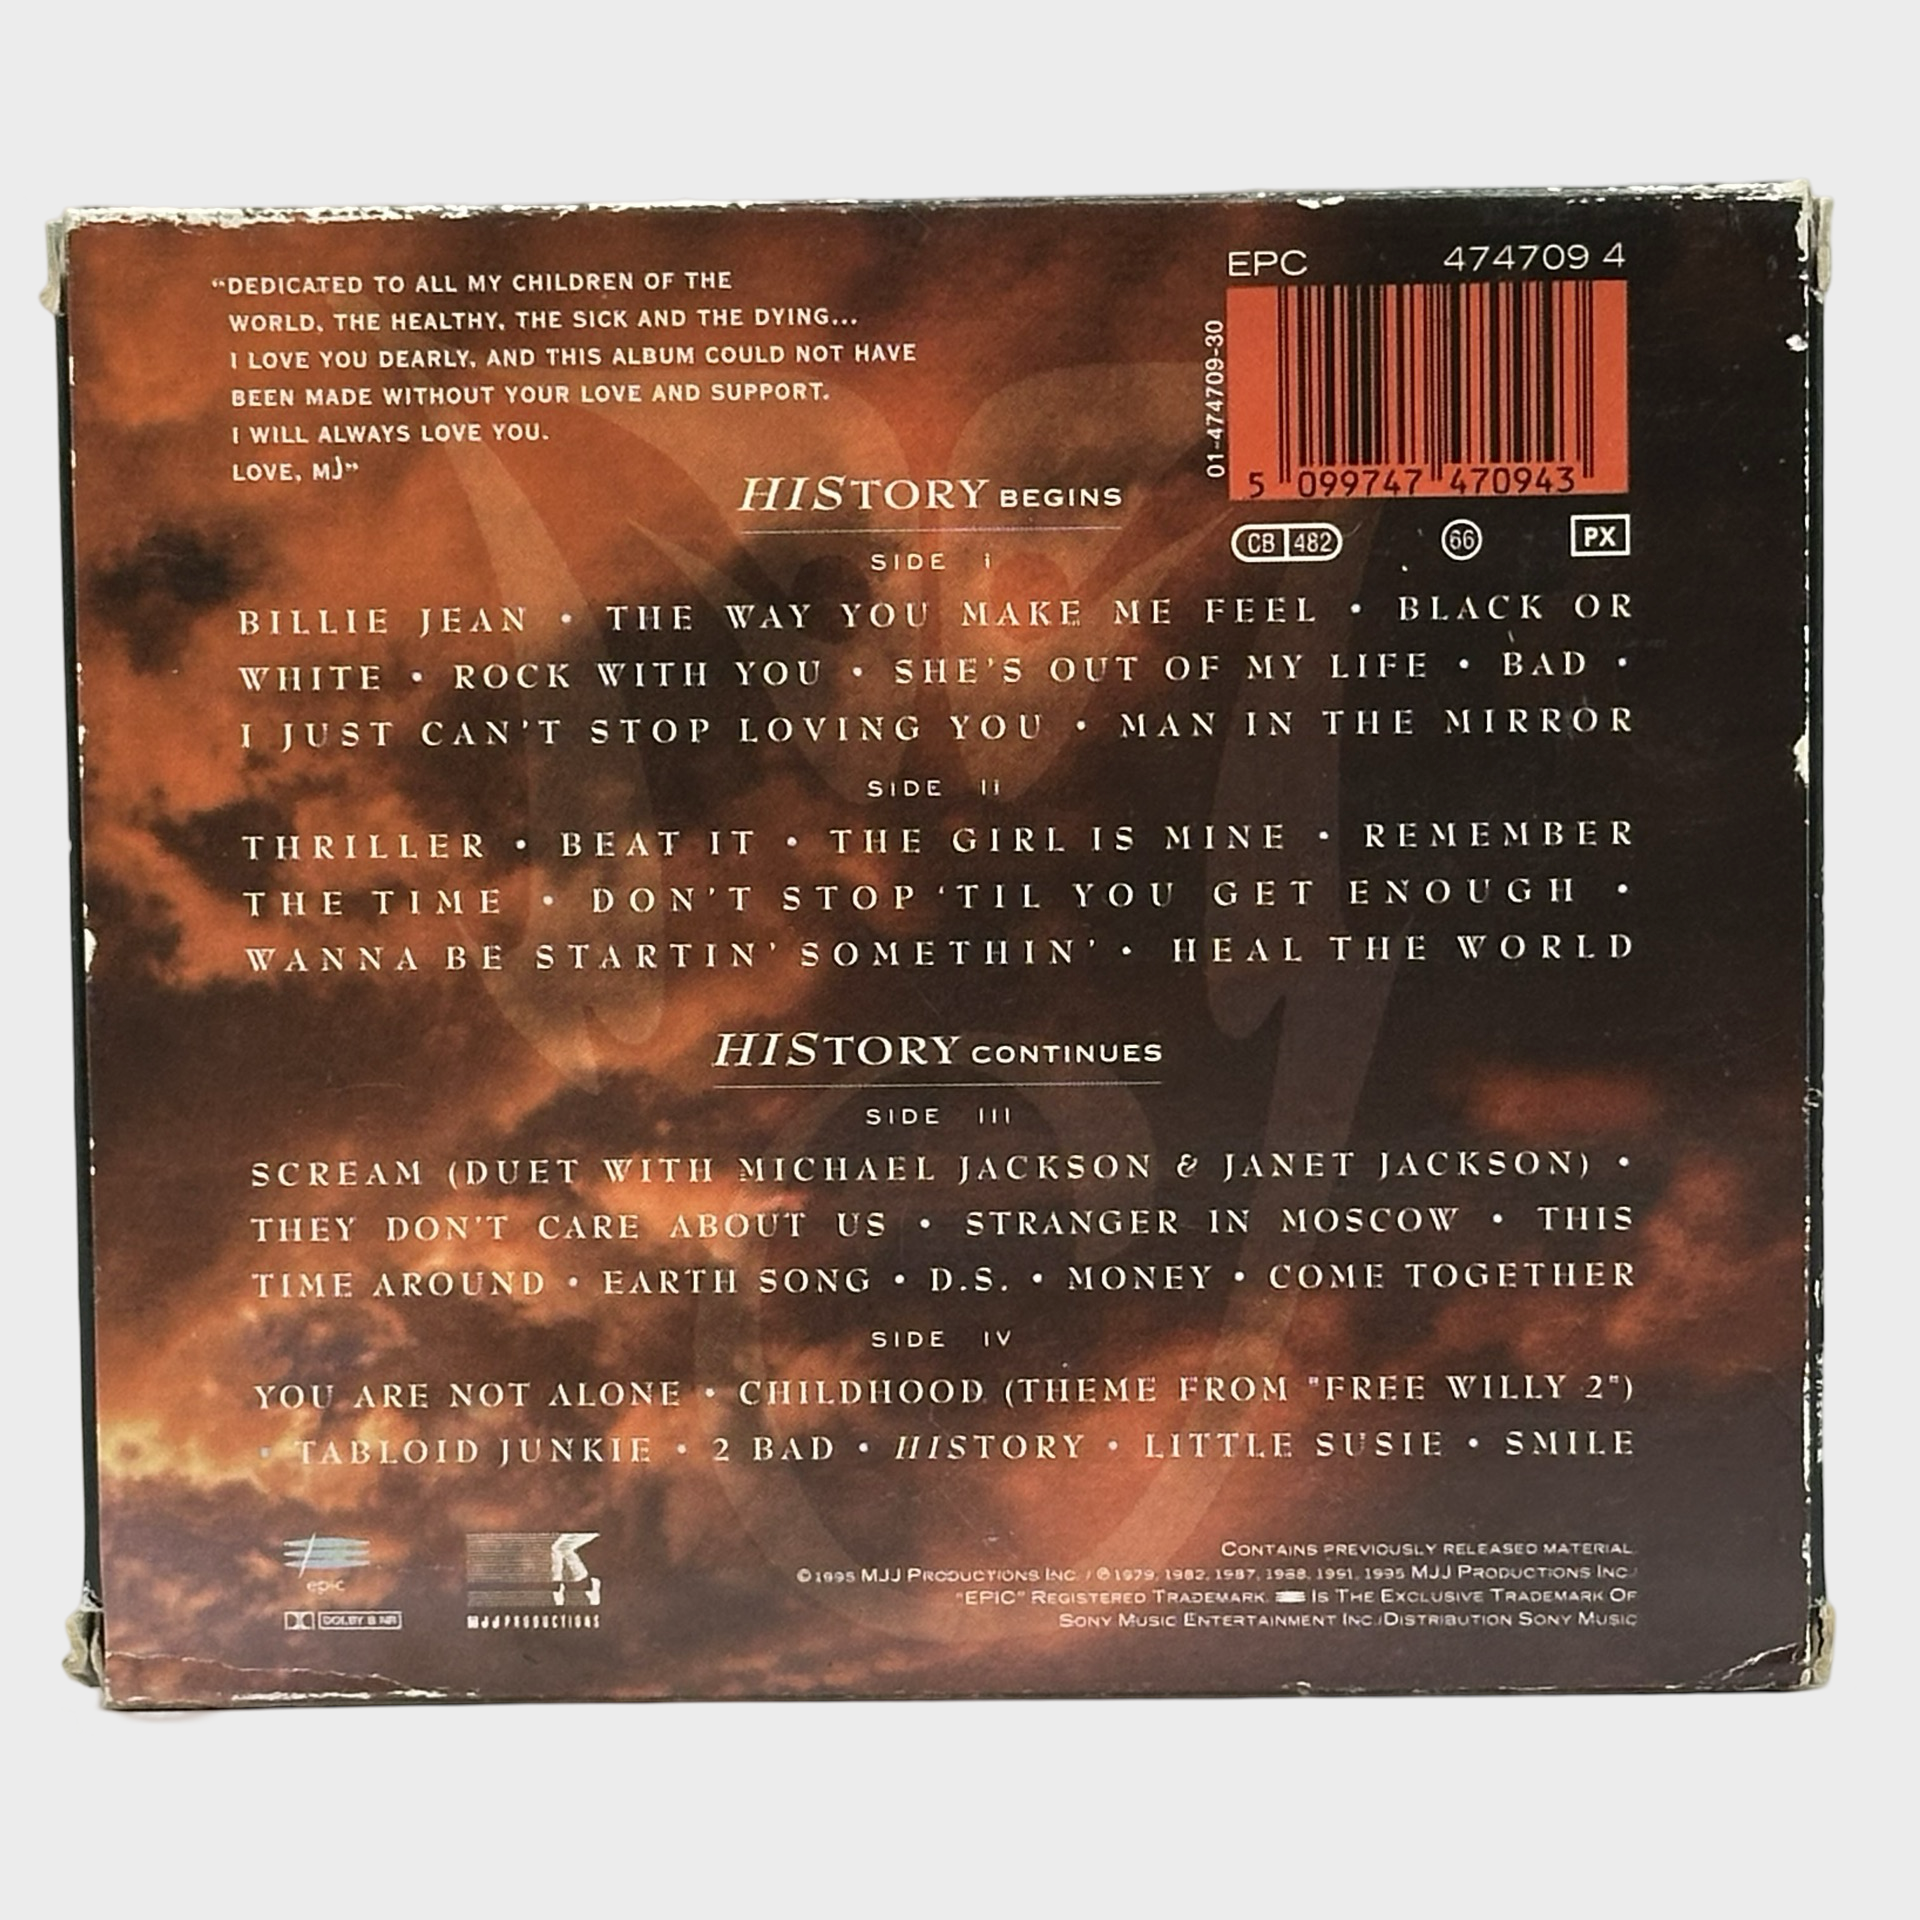 “DEDICATED TO ALL MY CHILDREN OF THE
WORLD, THE HEALTHY, THE SICK AND THE DYING...
I LOVE YOU DEARLY, AND THIS ALBUM COULD NOT HAVE
BEEN MADE WITHOUT YOUR LOVE AND SUPPORT.
I WILL ALWAYS LOVE YOU.
LOVE, MJ”
EPC 474709 4
01-474709-30
5 099747 470943
CB 482 66 PX
HISTORY BEGINS
SIDE i
BILLIE JEAN • THE WAY YOU MAKE ME FEEL • BLACK OR
WHITE • ROCK WITH YOU • SHE'S OUT OF MY LIFE • BAD •
I JUST CAN'T STOP LOVING YOU • MAN IN THE MIRROR
SIDE ii
THRILLER • BEAT IT • THE GIRL IS MINE • REMEMBER
THE TIME • DON'T STOP 'TIL YOU GET ENOUGH •
WANNA BE STARTIN' SOMETHIN' • HEAL THE WORLD
HISTORY CONTINUES
SIDE III
SCREAM (DUET WITH MICHAEL JACKSON & JANET JACKSON) •
THEY DON'T CARE ABOUT US • STRANGER IN MOSCOW • THIS
TIME AROUND • EARTH SONG • D.S. • MONEY • COME TOGETHER
SIDE IV
YOU ARE NOT ALONE • CHILDHOOD (THEME FROM "FREE WILLY 2")
• TABLOID JUNKIE • 2 BAD • HISTORY • LITTLE SUSIE • SMILE
epic
DOLBY B NR
MJJ PRODUCTIONS
CONTAINS PREVIOUSLY RELEASED MATERIAL.
©1995 MJJ PRODUCTIONS INC. / ℗1979, 1982, 1987, 1988, 1991, 1995 MJJ PRODUCTIONS INC./
"EPIC" REGISTERED TRADEMARK. IS THE EXCLUSIVE TRADEMARK OF
SONY MUSIC ENTERTAINMENT INC./DISTRIBUTION SONY MUSIC